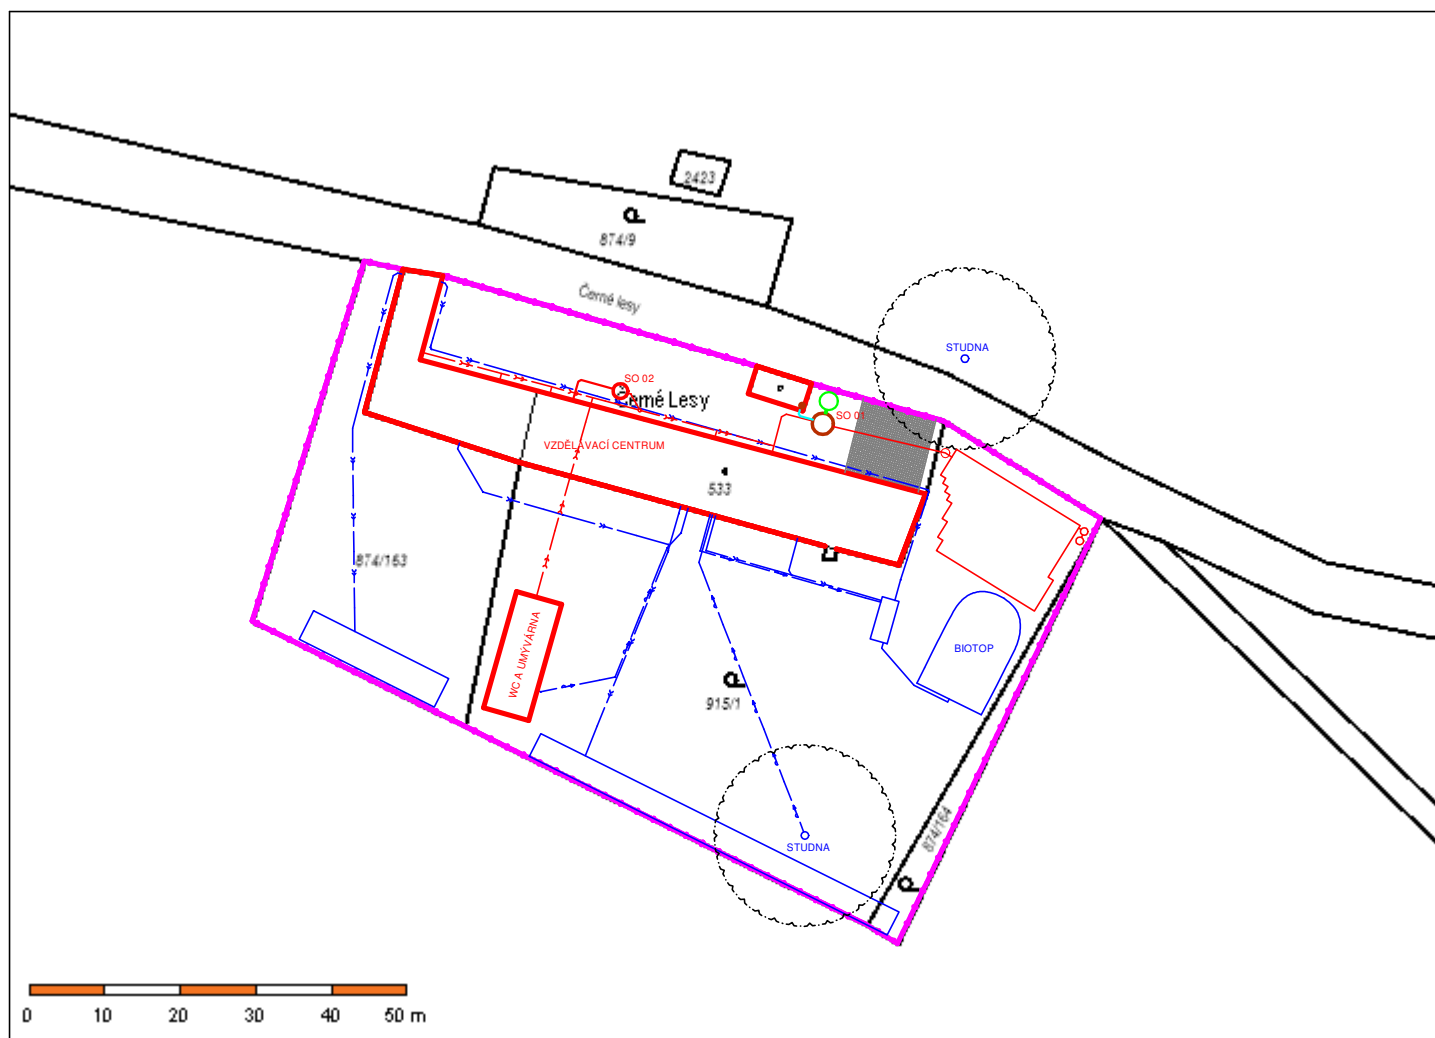 2423
874/9
Černé lesy
STUDNA
SO 02
Černé Lesy
SO 01
VZDĚLÁVACÍ CENTRUM
533
874/163
WC A UMÝVÁRNA
BIOTOP
915/1
874/164
STUDNA
0 10 20 30 40 50 m